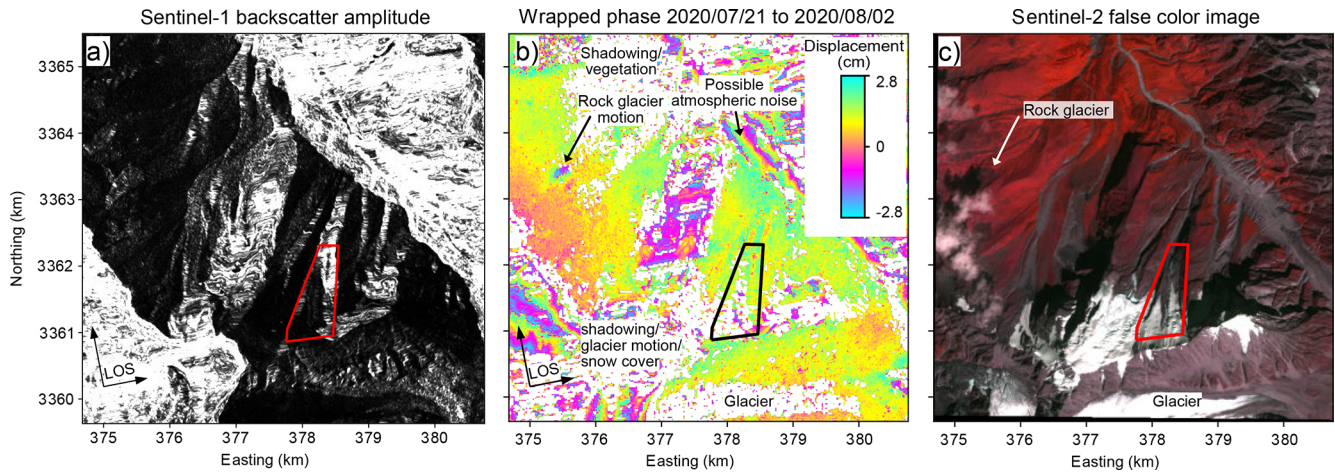 Sentinel-1 backscatter amplitude
a)
3365
3364
3363
3362
3361
3360
Northing (km)
LOS
375
376
377
378
379
380
Easting (km)
Wrapped phase 2020/07/21 to 2020/08/02
b)
Shadowing/
vegetation
Rock glacier
motion
Possible
atmospheric noise
Displacement
(cm)
2.8
0
-2.8
shadowing/
glacier motion/
snow cover
LOS
Glacier
375
376
377
378
379
380
Easting (km)
Sentinel-2 false color image
c)
Rock glacier
Glacier
375
376
377
378
379
380
Easting (km)